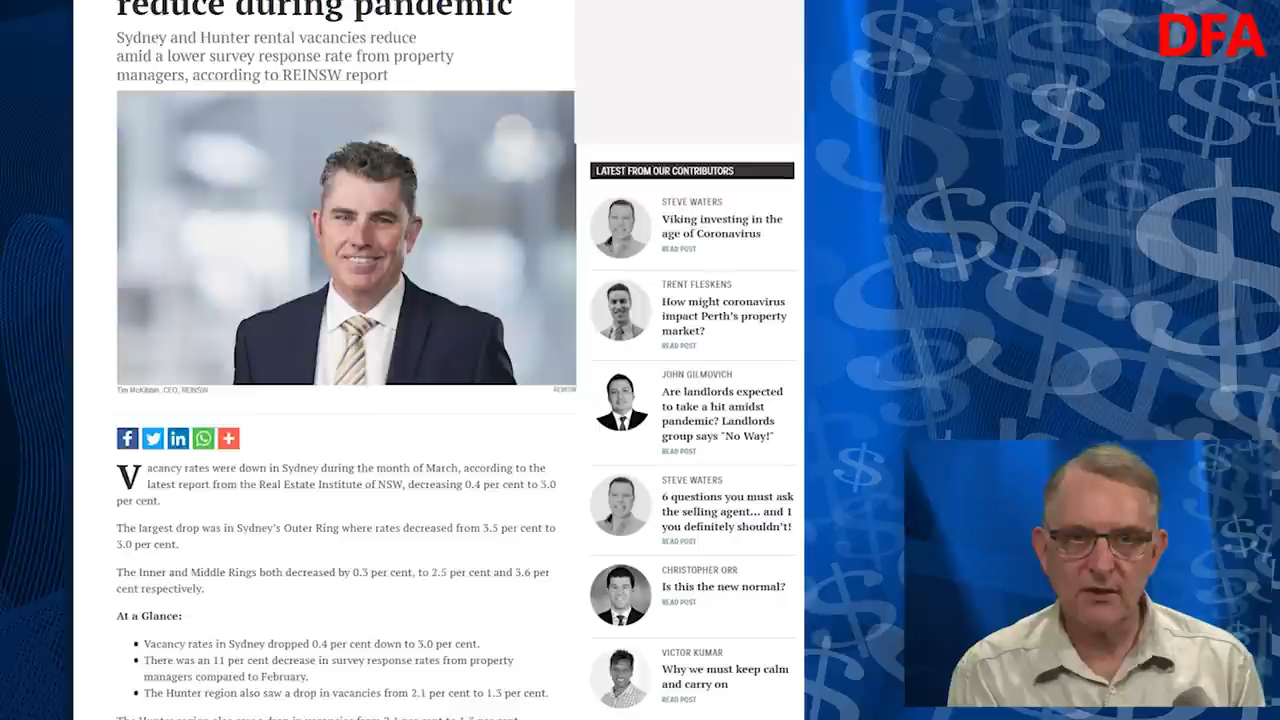 reduce during pandemic
Sydney and Hunter rental vacancies reduce
amid a lower survey response rate from property
managers, according to REINSW report
Tim McKibbin, CEO, REINSW
REINSW
Vacancy rates were down in Sydney during the month of March, according to the
latest report from the Real Estate Institute of NSW, decreasing 0.4 per cent to 3.0
per cent.
The largest drop was in Sydney's Outer Ring where rates decreased from 3.5 per cent to
3.0 per cent.
The Inner and Middle Rings both decreased by 0.3 per cent, to 2.5 per cent and 3.6 per
cent respectively.
At a Glance:
Vacancy rates in Sydney dropped 0.4 per cent down to 3.0 per cent.
There was an 11 per cent decrease in survey response rates from property
managers compared to February.
The Hunter region also saw a drop in vacancies from 2.1 per cent to 1.3 per cent.
LATEST FROM OUR CONTRIBUTORS
STEVE WATERS
Viking investing in the
age of Coronavirus
READ POST
TRENT FLESKENS
How might coronavirus
impact Perth's property
market?
READ POST
JOHN GILMOVICH
Are landlords expected
to take a hit amidst
pandemic? Landlords
group says "No Way!"
READ POST
STEVE WATERS
6 questions you must ask
the selling agent... and 1
you definitely shouldn't!
READ POST
CHRISTOPHER ORR
Is this the new normal?
READ POST
VICTOR KUMAR
Why we must keep calm
and carry on
READ POST
DFA